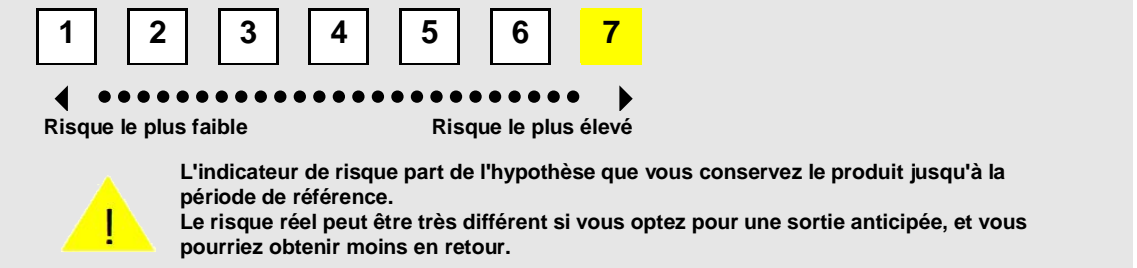 1 2 3 4 5 6 7
Risque le plus faible Risque le plus élevé
L'indicateur de risque part de l'hypothèse que vous conservez le produit jusqu'à la
période de référence.
Le risque réel peut être très différent si vous optez pour une sortie anticipée, et vous
pourriez obtenir moins en retour.
!